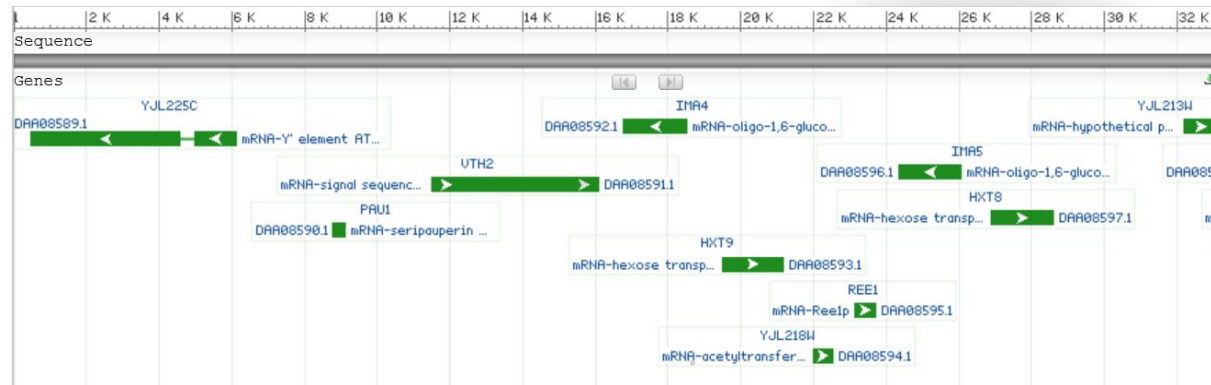 1 2 K 4 K 6 K 8 K 10 K 12 K 14 K 16 K 18 K 20 K 22 K 24 K 26 K 28 K 30 K 32 K
Sequence
Genes
YJL225C IMA4 YJL213W
DAA08589.1 mRNA-Y' element AT... DAA08592.1 mRNA-oligo-1,6-gluco... mRNA-hypothetical p...
VTH2 IMA5
mRNA-signal sequenc... DAA08591.1 DAA08596.1 mRNA-oligo-1,6-gluco... DAA085
PAU1 HXT8
DAA08590.1 mRNA-seripauperin ... mRNA-hexose transp... DAA08597.1
HXT9
mRNA-hexose transp... DAA08593.1
REE1
mRNA-Ree1p DAA08595.1
YJL218W
mRNA-acetyltransfer... DAA08594.1